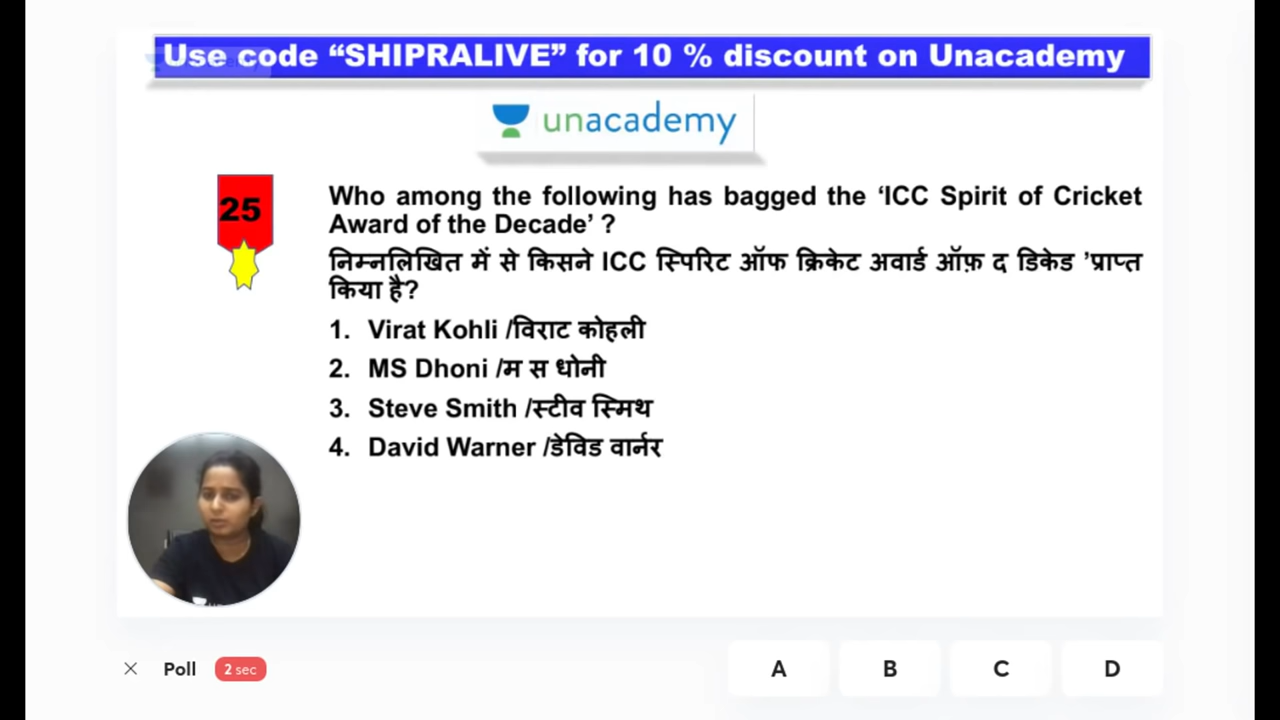 Use code “SHIPRALIVE” for 10 % discount on Unacademy
unacademy
25
Who among the following has bagged the ‘ICC Spirit of Cricket
Award of the Decade’ ?
निम्नलिखित में से किसने ICC स्पिरिट ऑफ क्रिकेट अवार्ड ऑफ़ द डिकेड ’प्राप्त
किया है?
1. Virat Kohli /विराट कोहली
2. MS Dhoni /म स धोनी
3. Steve Smith /स्टीव स्मिथ
4. David Warner /डेविड वार्नर
Poll 2 sec A B C D